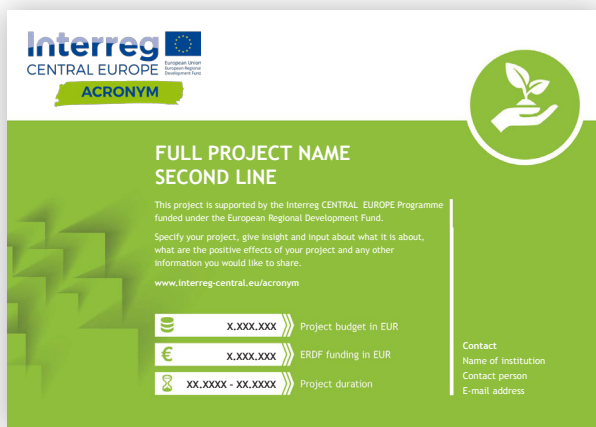 Interreg
CENTRAL EUROPE
European Union
European Regional
Development Fund
ACRONYM
FULL PROJECT NAME
SECOND LINE
This project is supported by the Interreg CENTRAL EUROPE Programme
funded under the European Regional Development Fund.
Specify your project, give insight and input about what it is about,
what are the positive effects of your project and any other
information you would like to share.
www.interreg-central.eu/acronym
X.XXX.XXX Project budget in EUR
€ X.XXX.XXX ERDF funding in EUR
XX.XXXX - XX.XXXX Project duration
Contact
Name of institution
Contact person
E-mail address